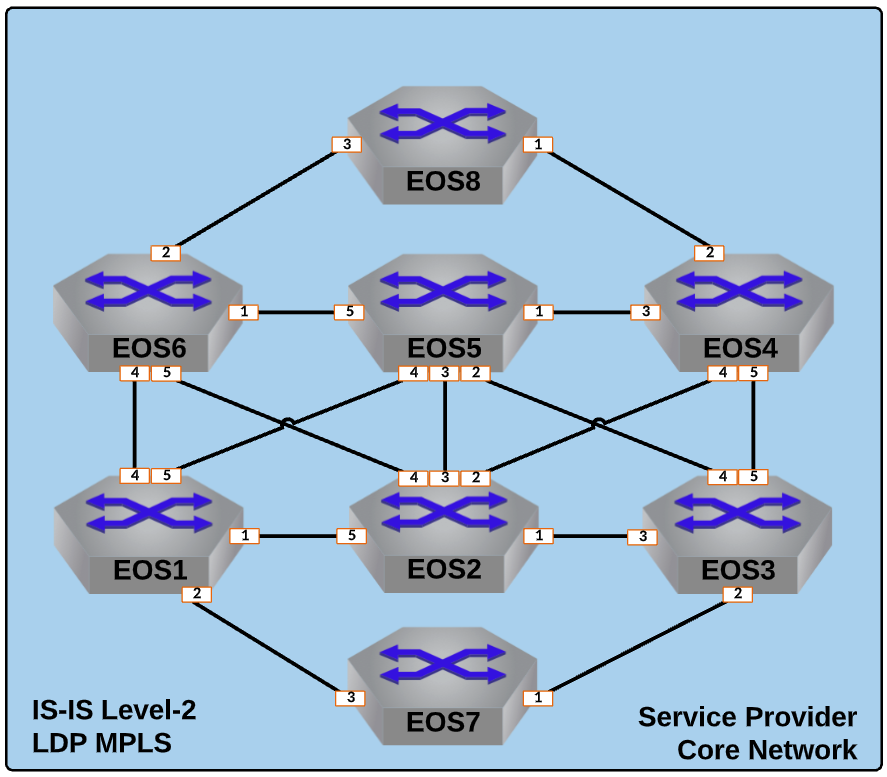 3 1
EOS8
2 2
1 5 1 3
EOS6 EOS5 EOS4
4 5 4 3 2 4 5
4 5 4 3 2 4 5
1 5 1 3
EOS1 EOS2 EOS3
2 2
3 1
EOS7
IS-IS Level-2
LDP MPLS
Service Provider
Core Network